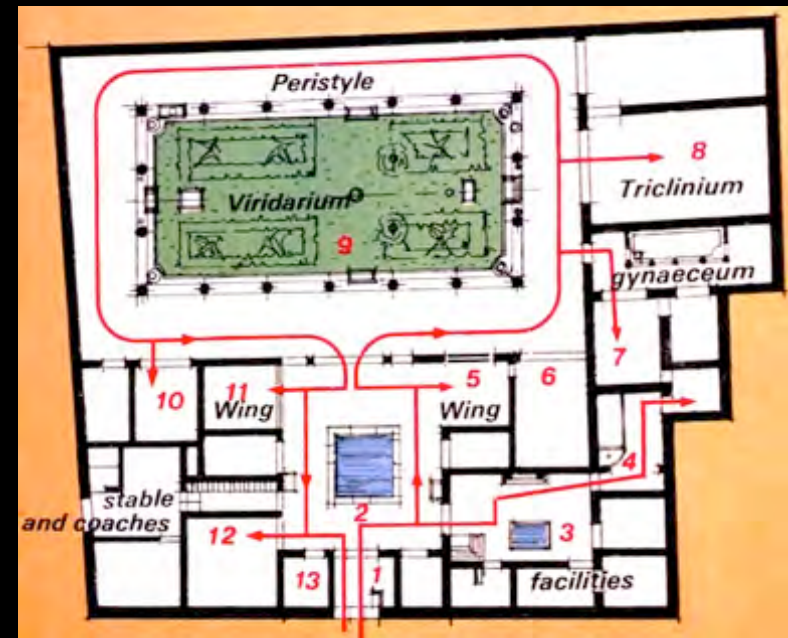 Peristyle
8
Triclinium
Viridarium
9
gynaeceum
7
10
11
Wing
5
Wing
6
4
stable
and coaches
2
3
12
13
1
facilities